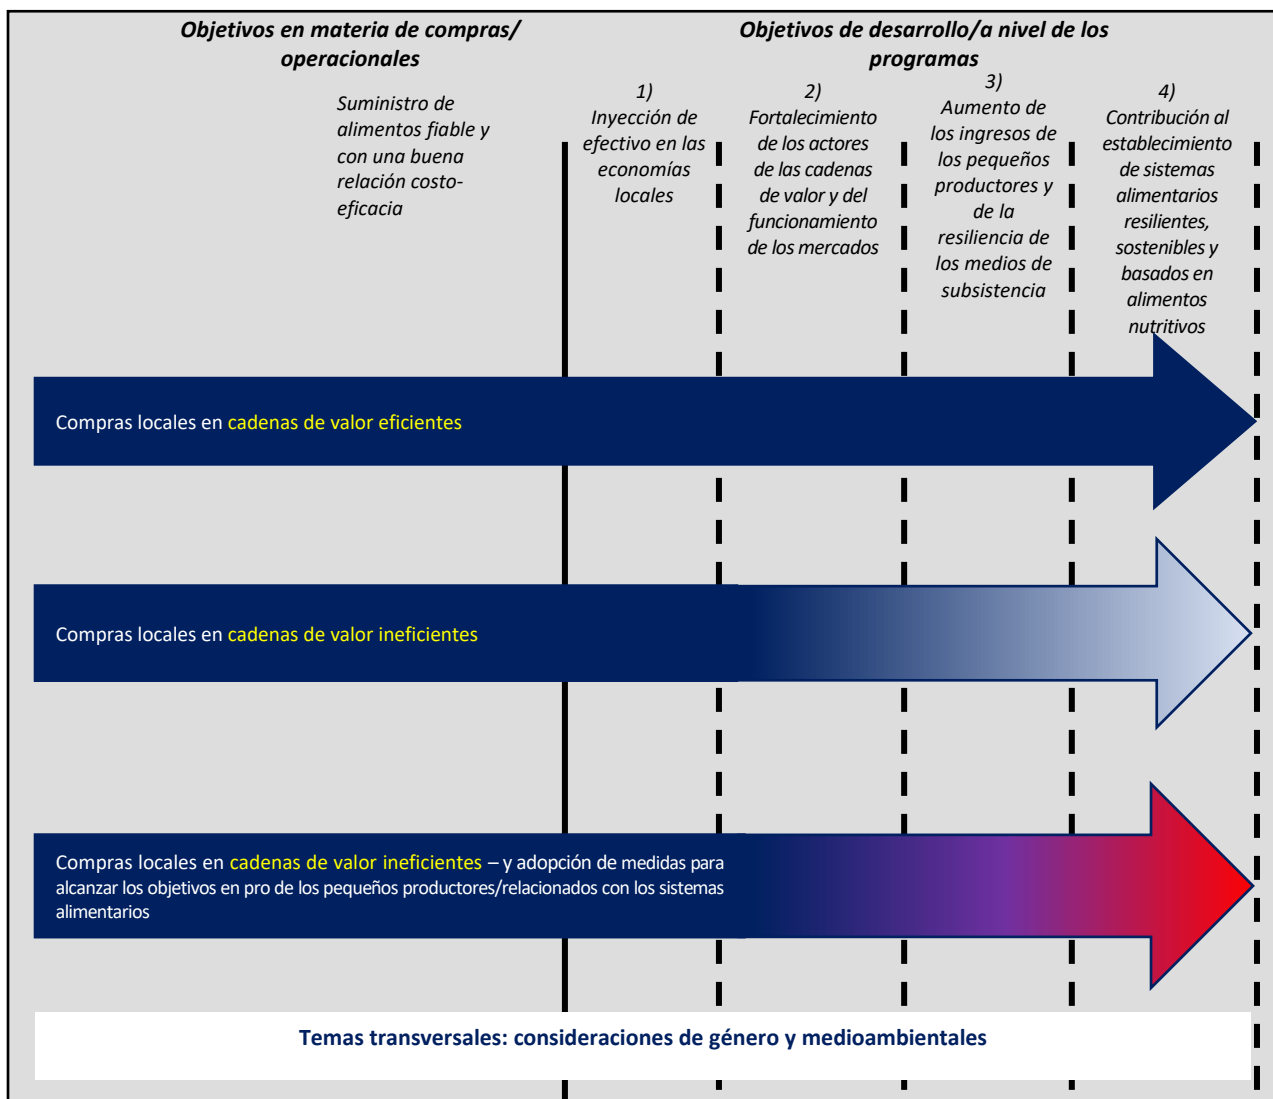 Objetivos en materia de compras/
operacionales
Objetivos de desarrollo/a nivel de los
programas
Suministro de
alimentos fiable y
con una buena
relación costo-
eficacia
1)
Inyección de
efectivo en las
economías
locales
2)
Fortalecimiento
de los actores
de las cadenas
de valor y del
funcionamiento
de los mercados
3)
Aumento de
los ingresos de
los pequeños
productores y
de la
resiliencia de
los medios de
subsistencia
4)
Contribución al
establecimiento
de sistemas
alimentarios
resilientes,
sostenibles y
basados en
alimentos
nutritivos
Compras locales en cadenas de valor eficientes
Compras locales en cadenas de valor ineficientes
Compras locales en cadenas de valor ineficientes – y adopción de medidas para
alcanzar los objetivos en pro de los pequeños productores/relacionados con los sistemas
alimentarios
Temas transversales: consideraciones de género y medioambientales